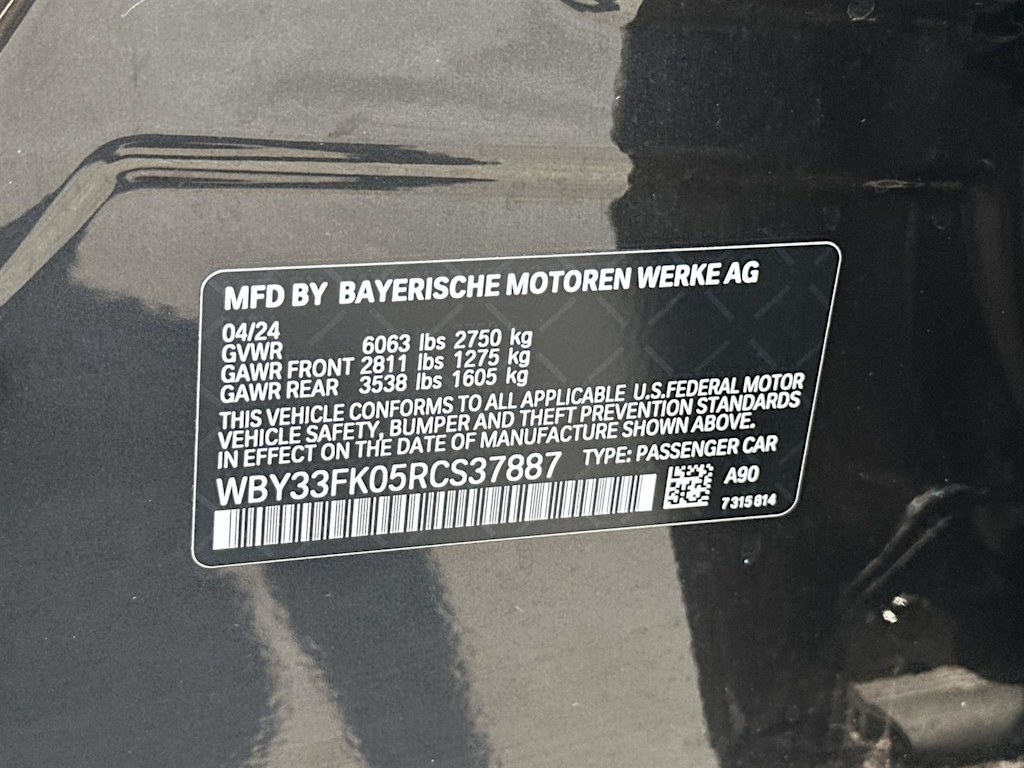 MFD BY BAYERISCHE MOTOREN WERKE AG
04/24
GVWR 6063 lbs 2750 kg
GAWR FRONT 2811 lbs 1275 kg
GAWR REAR 3538 lbs 1605 kg
THIS VEHICLE CONFORMS TO ALL APPLICABLE U.S.FEDERAL MOTOR
VEHICLE SAFETY, BUMPER AND THEFT PREVENTION STANDARDS
IN EFFECT ON THE DATE OF MANUFACTURE SHOWN ABOVE.
WBY33FK05RCS37887 TYPE: PASSENGER CAR
A90
7315814